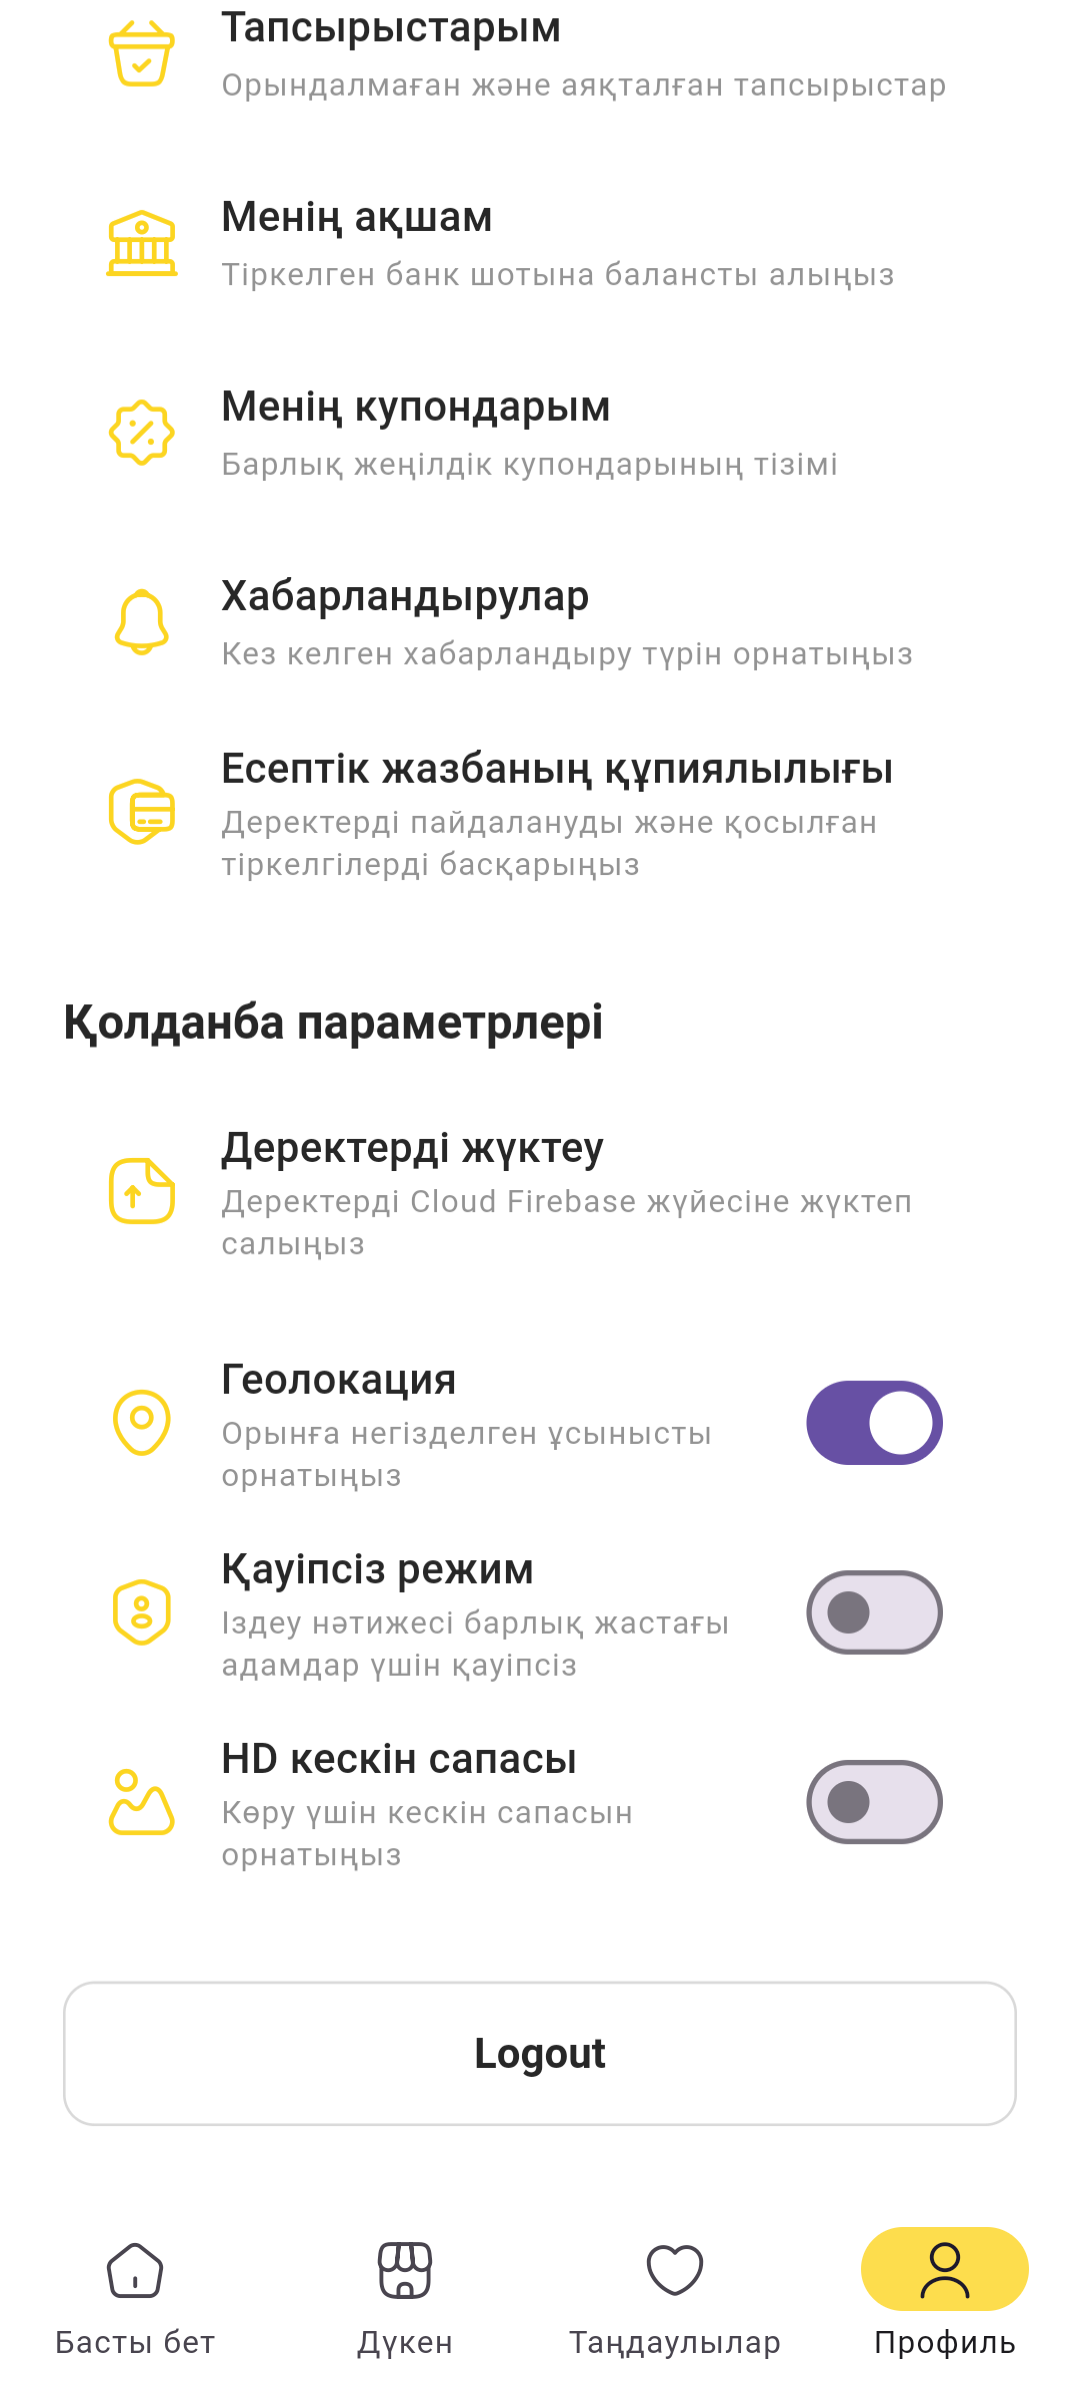 Тапсырыстарым
Орындалмаған және аяқталған тапсырыстар
Менің ақшам
Тіркелген банк шотына балансты алыңыз
Менің купондарым
Барлық жеңілдік купондарының тізімі
Хабарландырулар
Кез келген хабарландыру түрін орнатыңыз
Есептік жазбаның құпиялылығы
Деректерді пайдалануды және қосылған
тіркелгілерді басқарыңыз
Қолданба параметрлері
Деректерді жүктеу
Деректерді Cloud Firebase жүйесіне жүктеп
салыңыз
Геолокация
Орынға негізделген ұсынысты
орнатыңыз
Қауіпсіз режим
Іздеу нәтижесі барлық жастағы
адамдар үшін қауіпсіз
HD кескін сапасы
Көру үшін кескін сапасын
орнатыңыз
Logout
Басты бет
Дүкен
Таңдаулылар
Профиль